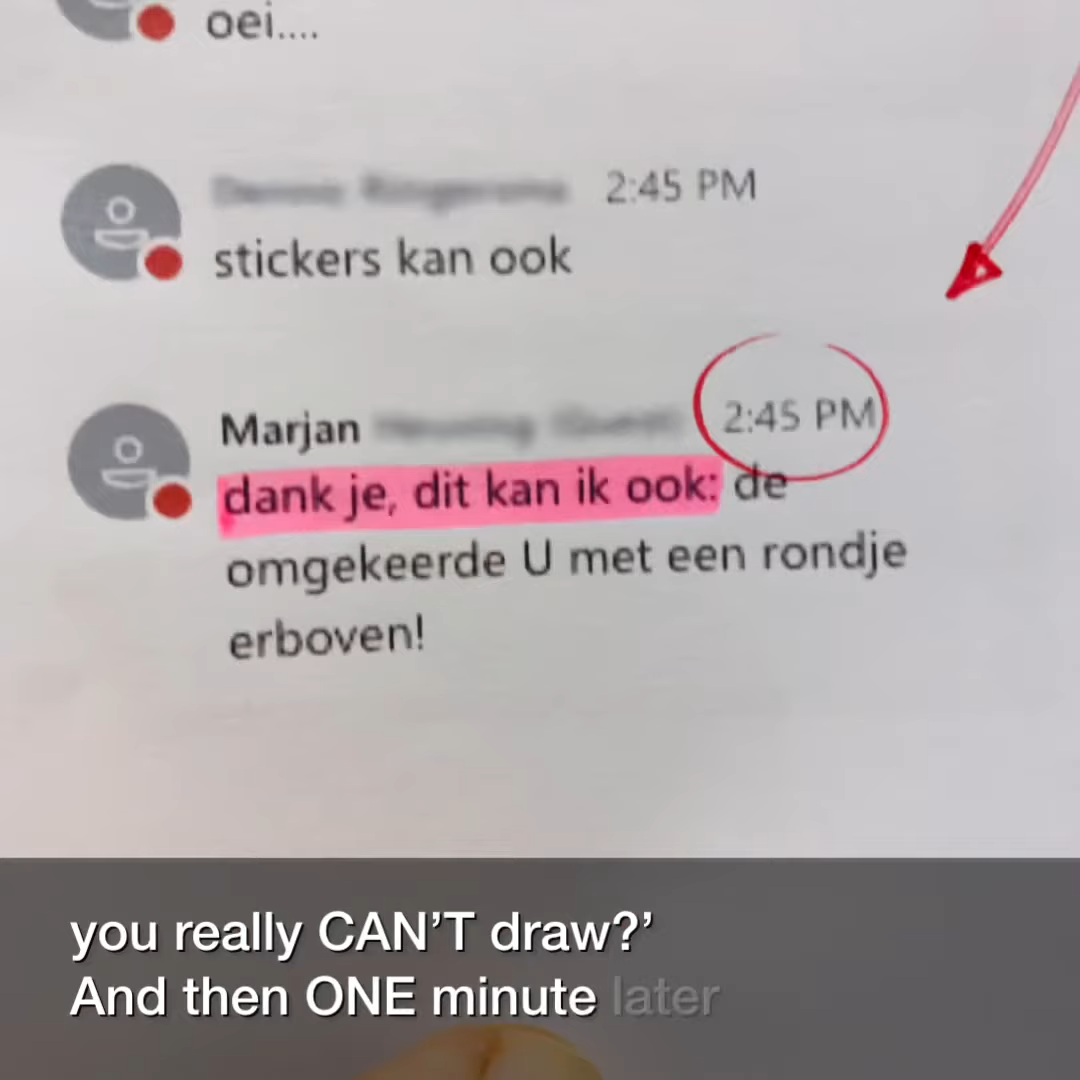 oei....
2:45 PM
stickers kan ook
Marjan 2:45 PM
dank je, dit kan ik ook: de
omgekeerde U met een rondje
erboven!
you really CAN’T draw?’
And then ONE minute later